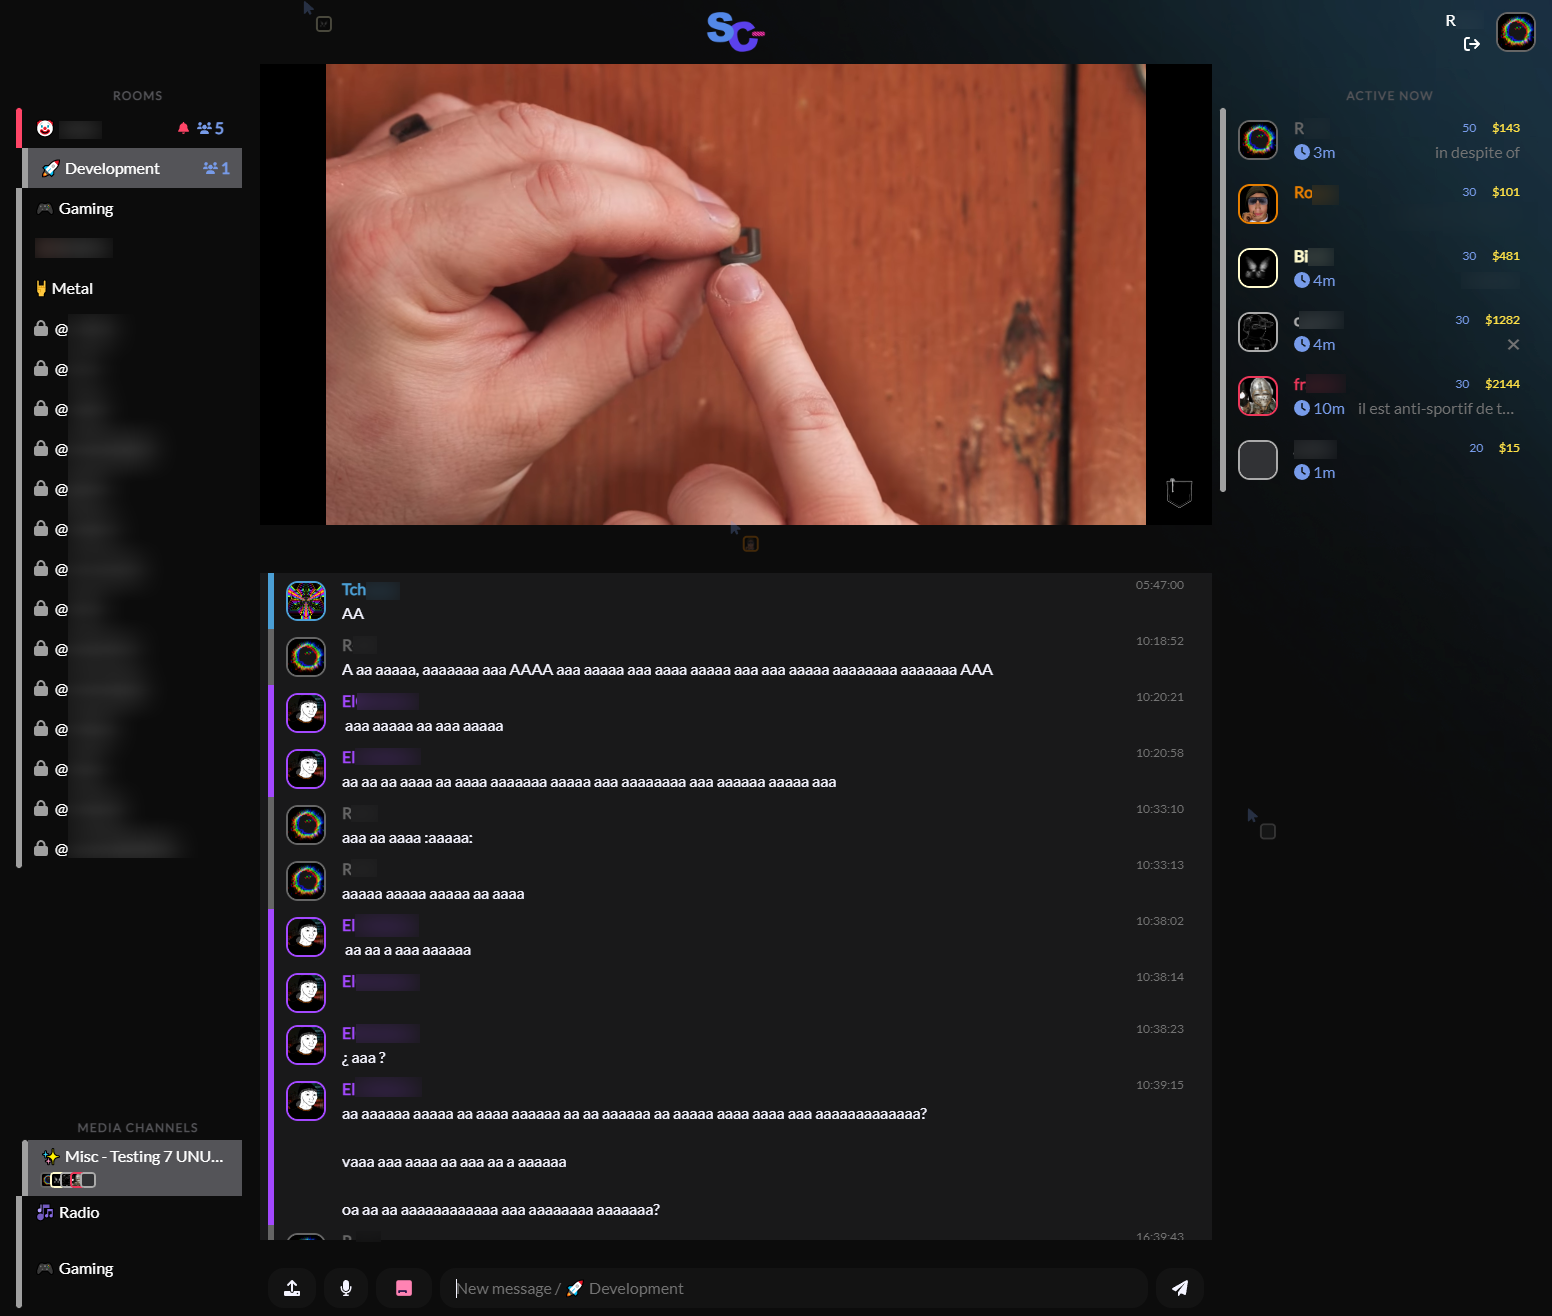 SC
R
ROOMS
5
Development
1
Gaming
Metal
@
@
@
@
@
@
@
@
@
@
@
@
@
@
MEDIA CHANNELS
Misc - Testing 7 UNU...
Radio
Gaming
Tch
05:47:00
AA
R
10:18:52
A aa aaaaa, aaaaaaa aaa AAAA aaa aaaaa aaa aaaa aaaaa aaa aaa aaaaa aaaaaaaa aaaaaaa AAA
El
10:20:21
aaa aaaaa aa aaa aaaaa
El
10:20:58
aa aa aa aaaa aa aaaa aaaaaaa aaaaa aaa aaaaaaaa aaa aaaaaa aaaaa aaa
R
10:33:10
aaa aa aaaa :aaaaa:
R
10:33:13
aaaaa aaaaa aaaaa aa aaaa
El
10:38:02
aa aa a aaa aaaaaa
El
10:38:14
El
10:38:23
¿ aaa ?
El
10:39:15
aa aaaaaa aaaaa aa aaaa aaaaaa aa aa aaaaaa aa aaaaa aaaa aaaa aaa aaaaaaaaaaaaa?
vaaa aaa aaaa aa aaa aa a aaaaaa
oa aa aa aaaaaaaaaaaa aaa aaaaaaaa aaaaaaa?
R
16:39:43
New message / Development
ACTIVE NOW
R
50 $143
3m
in despite of
Ro
30 $101
Bi
30 $481
4m
30 $1282
4m
fr
30 $2144
10m
il est anti-sportif de t...
20 $15
1m